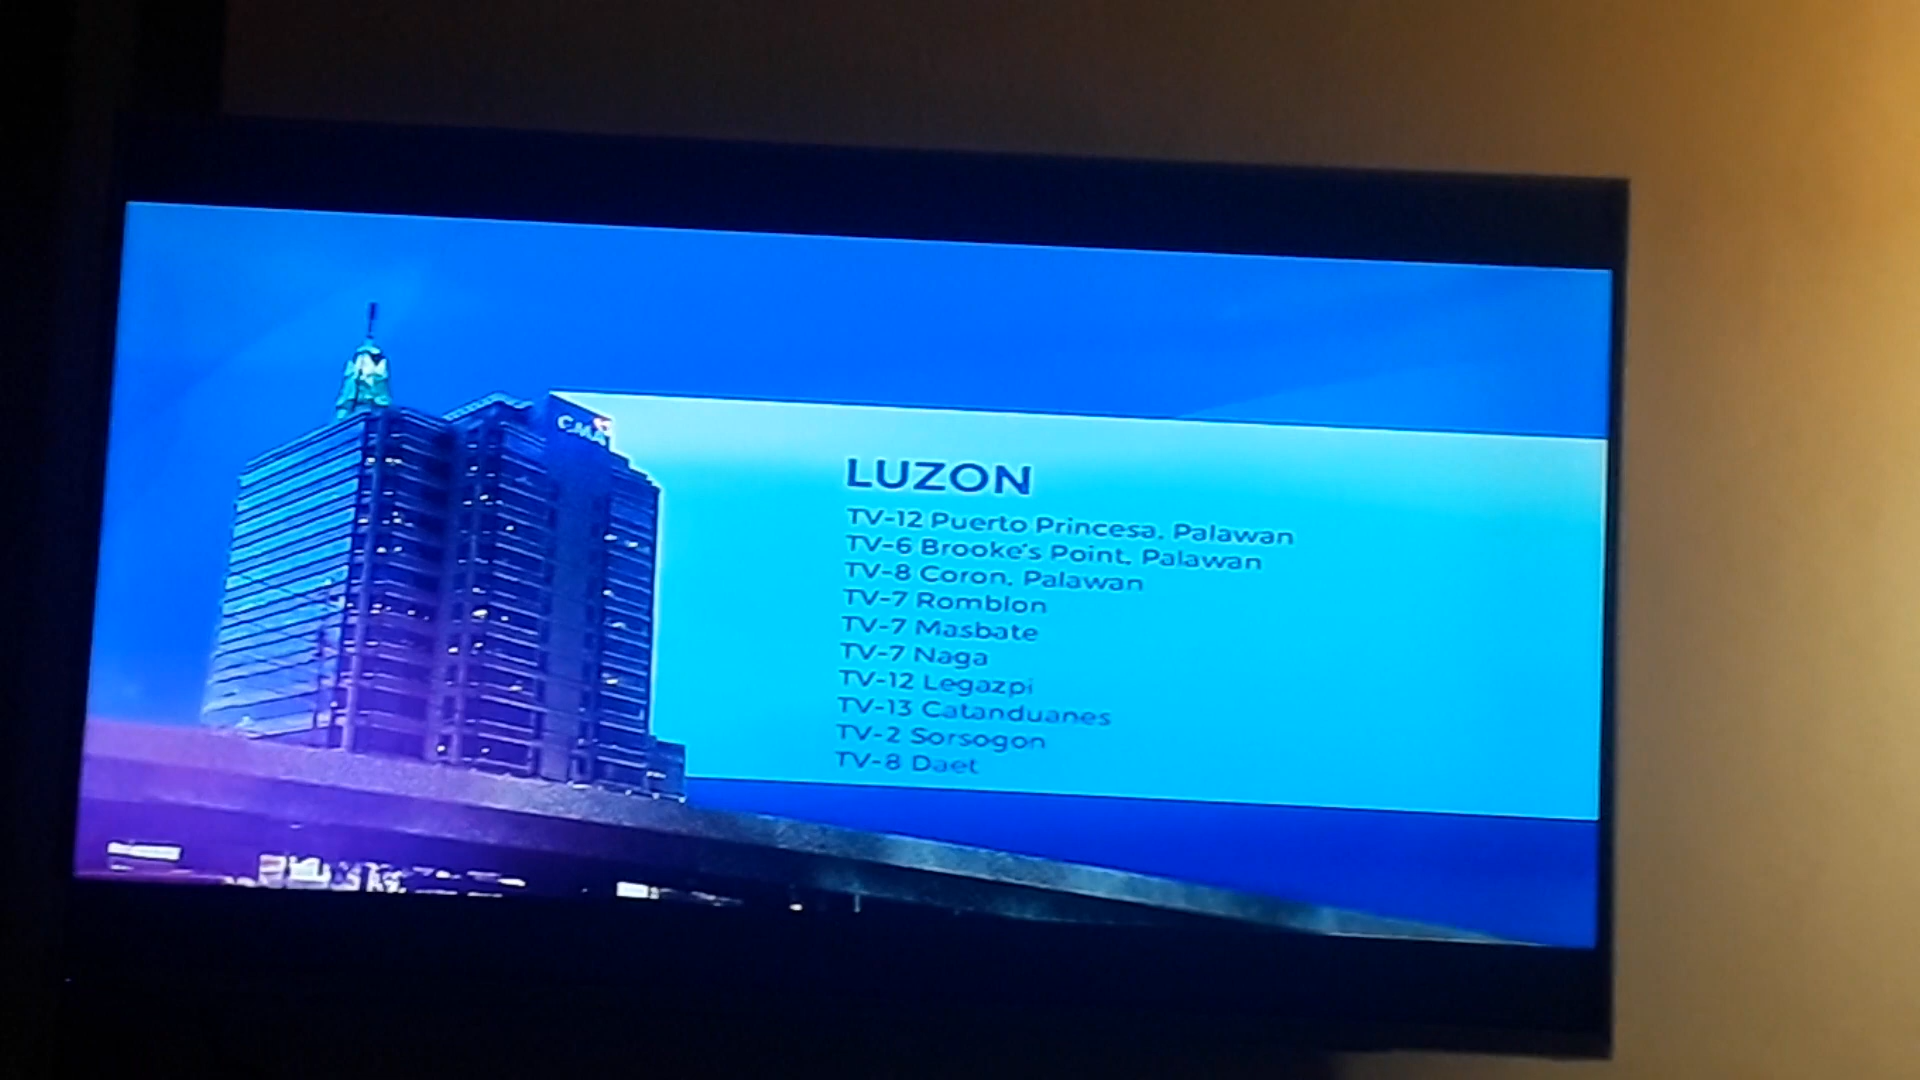 GMA
LUZON
TV-12 Puerto Princesa, Palawan
TV-6 Brooke's Point, Palawan
TV-8 Coron, Palawan
TV-7 Romblon
TV-7 Masbate
TV-7 Naga
TV-12 Legazpi
TV-13 Catanduanes
TV-2 Sorsogon
TV-8 Daet